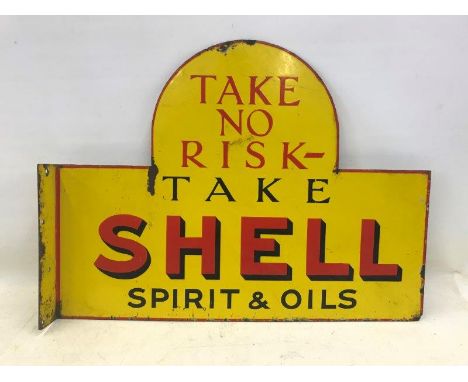 TAKE
NO
RISK-
TAKE
SHELL
SPIRIT & OILS